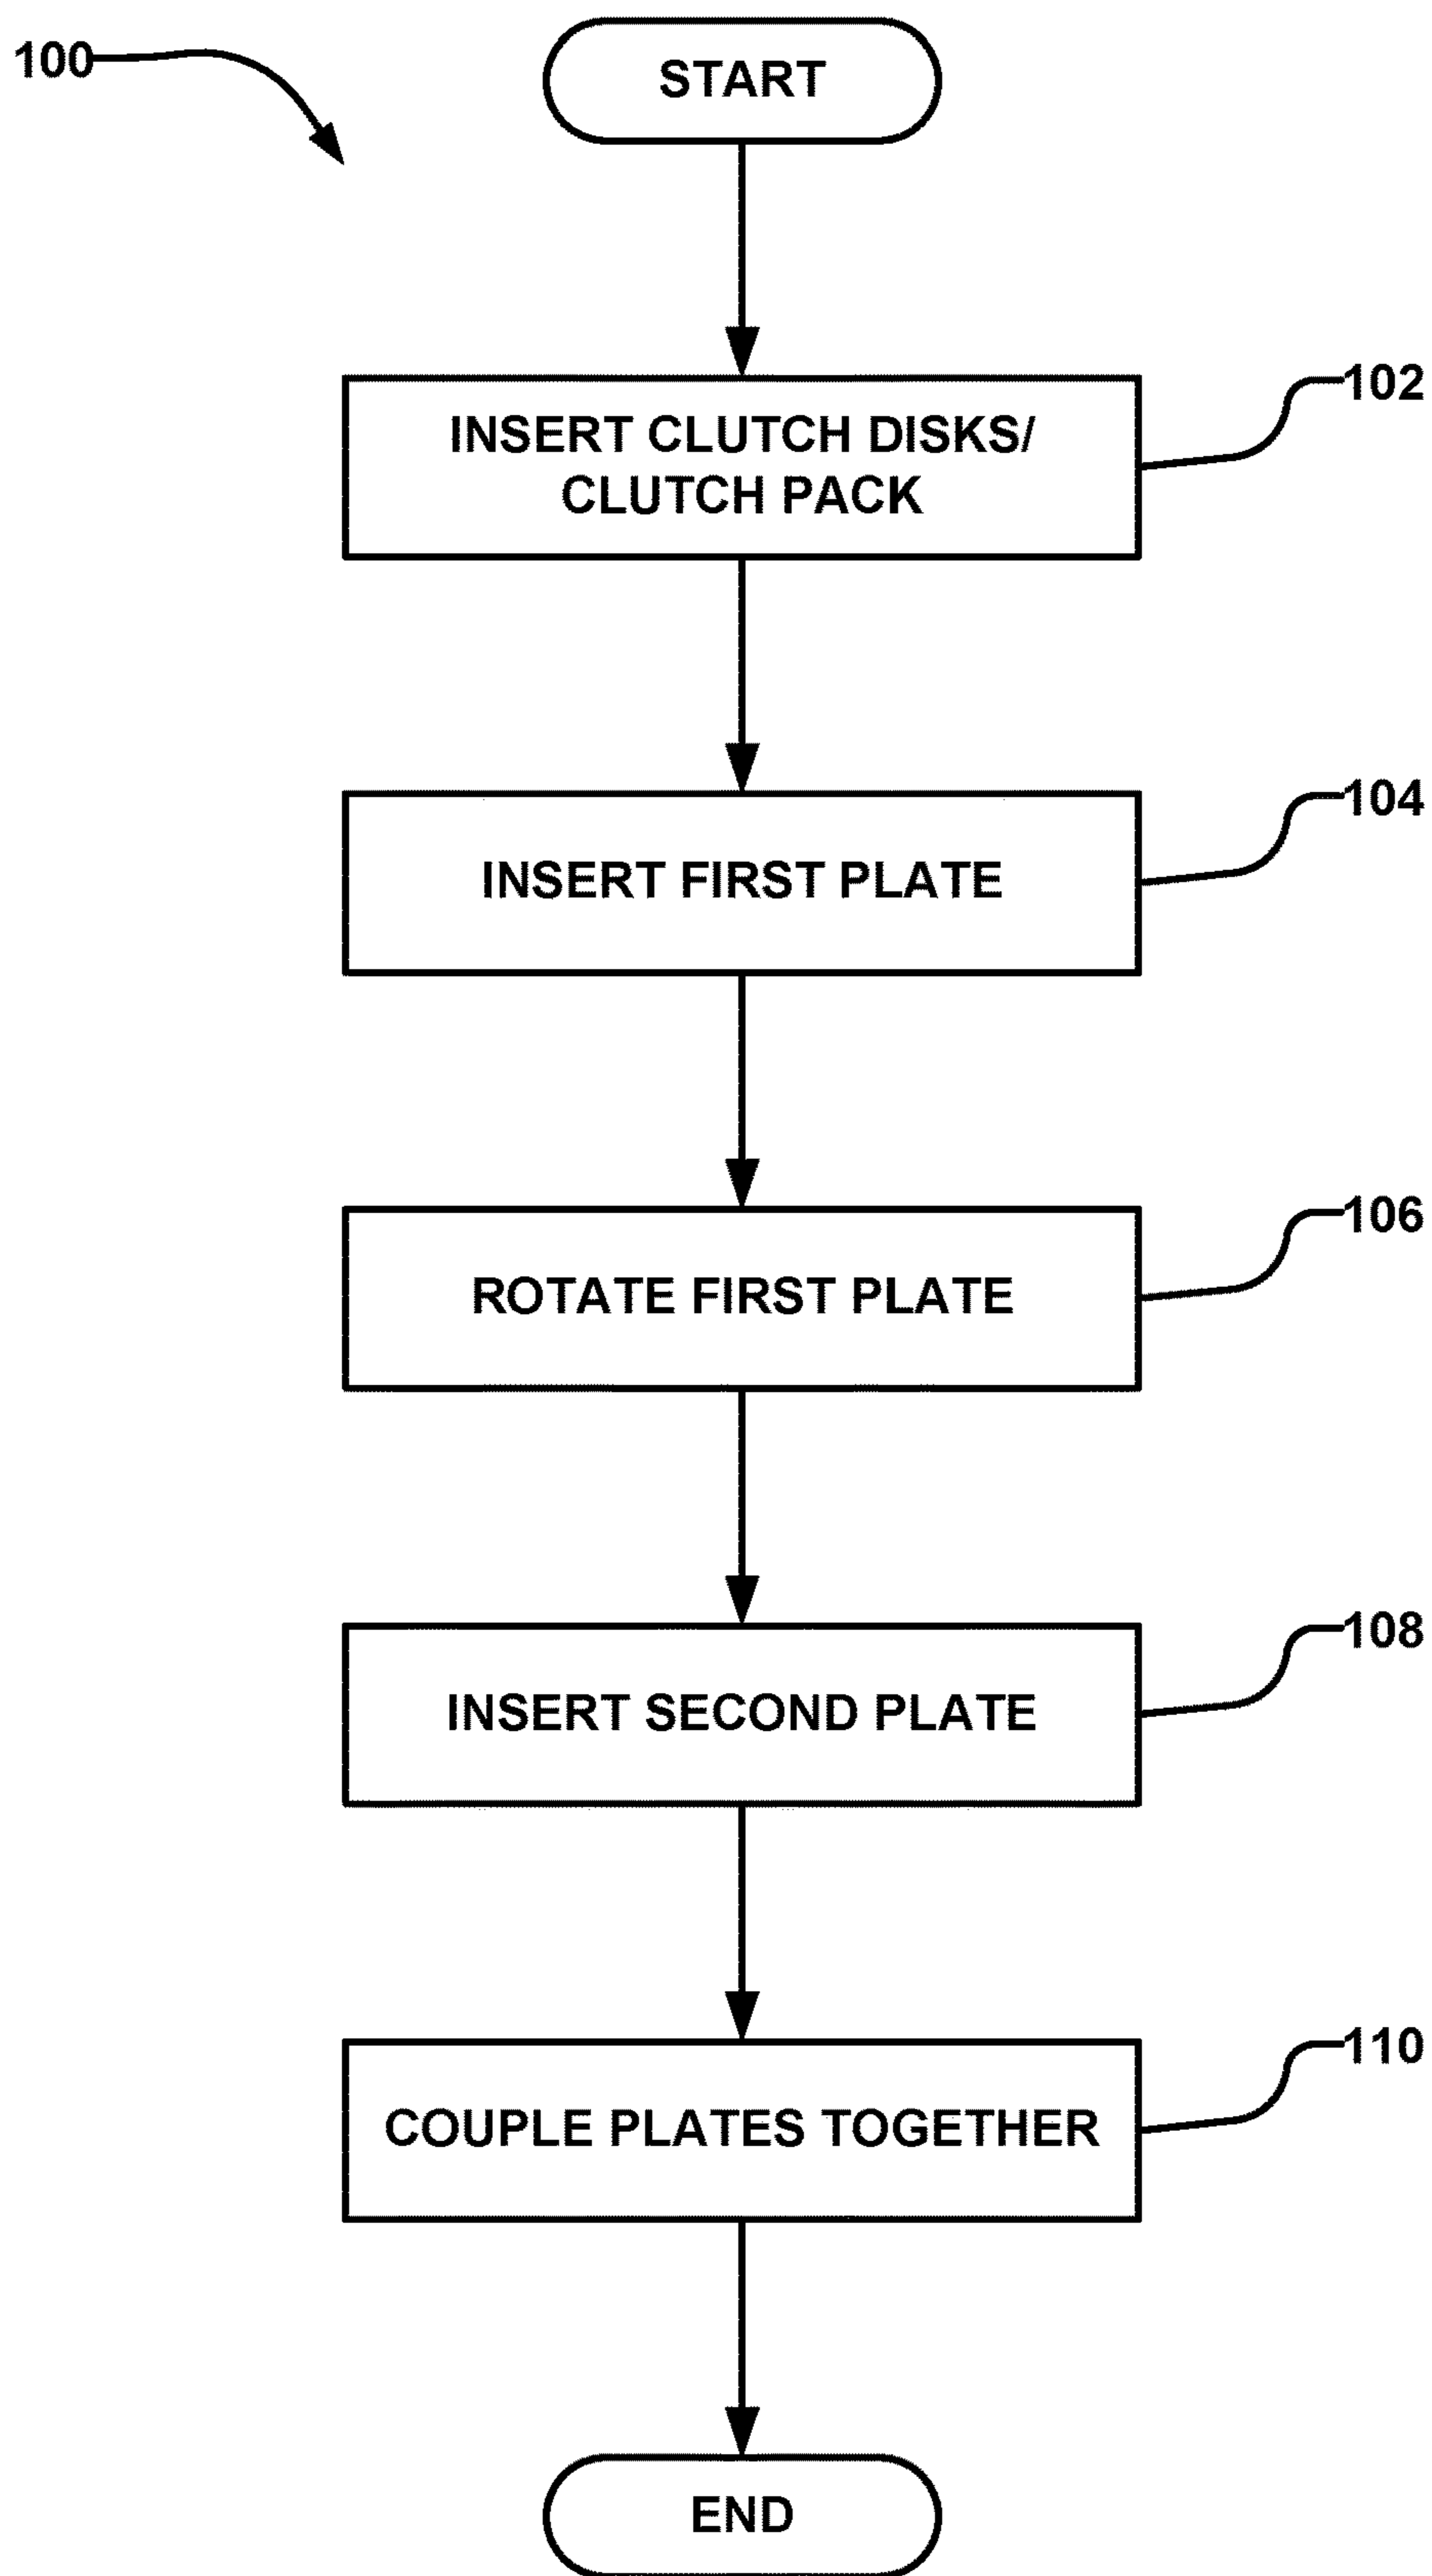 100
START
INSERT CLUTCH DISKS/
CLUTCH PACK
102
INSERT FIRST PLATE
104
ROTATE FIRST PLATE
106
INSERT SECOND PLATE
108
COUPLE PLATES TOGETHER
110
END